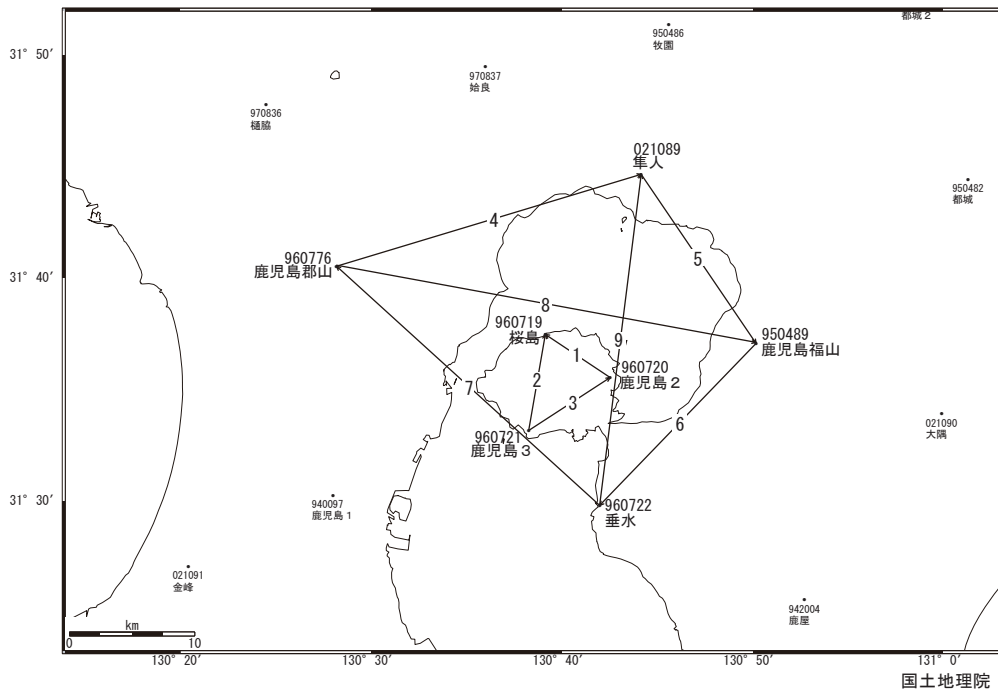 都城２
31° 50′
950486
牧園
970837
姶良
970836
樋脇
021089
隼人
950482
都城
4
960776
鹿児島郡山
5
31° 40′
8
960719
桜島
9
950489
鹿児島福山
1
960720
鹿児島２
2
7
3
6
960721
鹿児島３
021090
大隅
31° 30′
940097
鹿児島１
960722
垂水
021091
金峰
942004
鹿屋
km
0 10
130° 20′ 130° 30′ 130° 40′ 130° 50′ 131° 0′
国土地理院